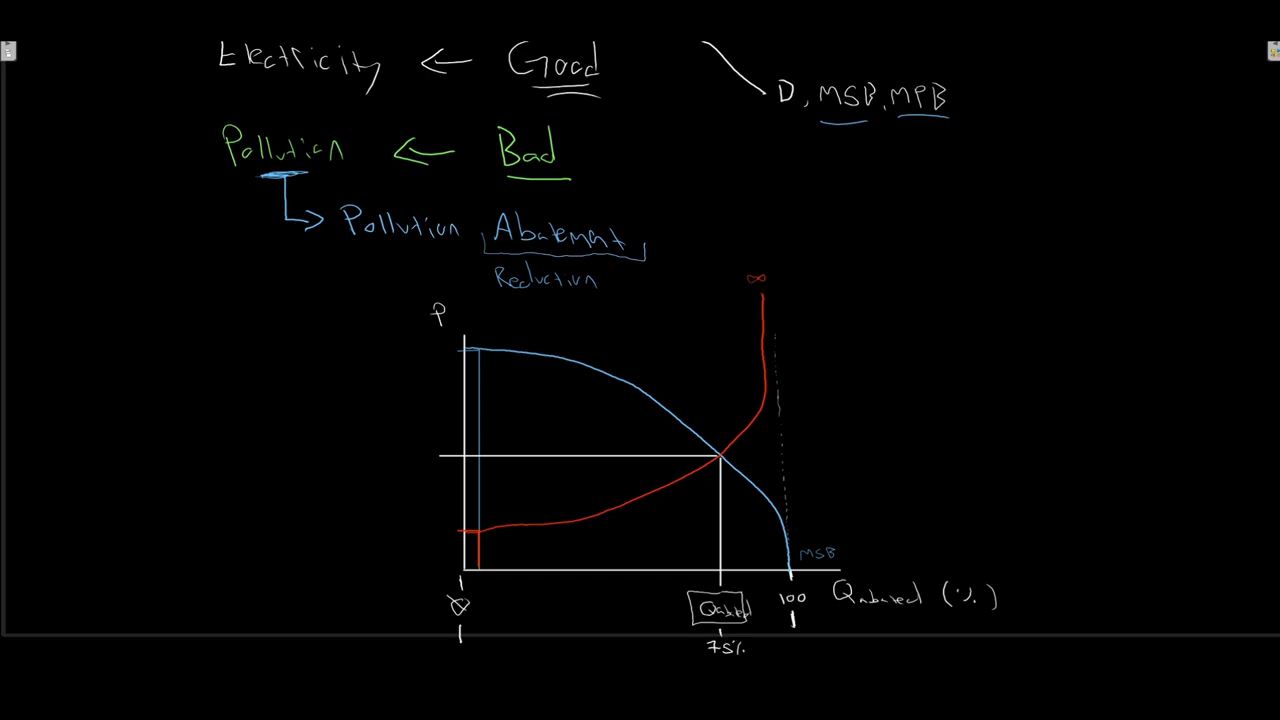 Electricity ← Good
D, MSB, MPB
Pollution ← Bad
Pollution Abatement
Reduction
∞
P
MSB
0
Qabated
100
Qabated (%)
75%